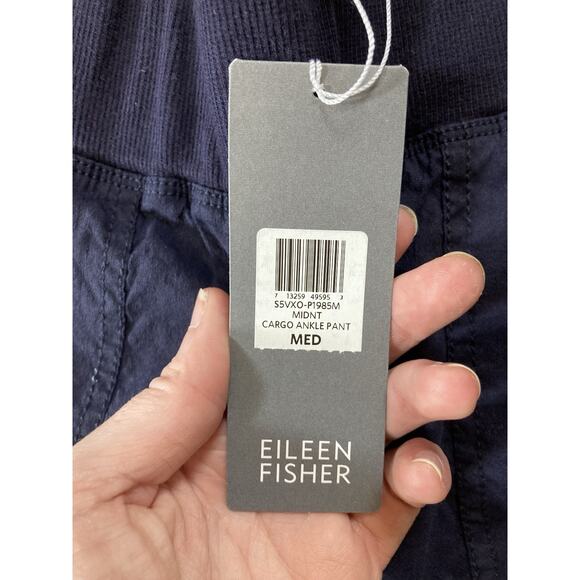 7 13259 49595 3
S5VXO-P1985M
MIDNT
CARGO ANKLE PANT
MED
EILEEN
FISHER